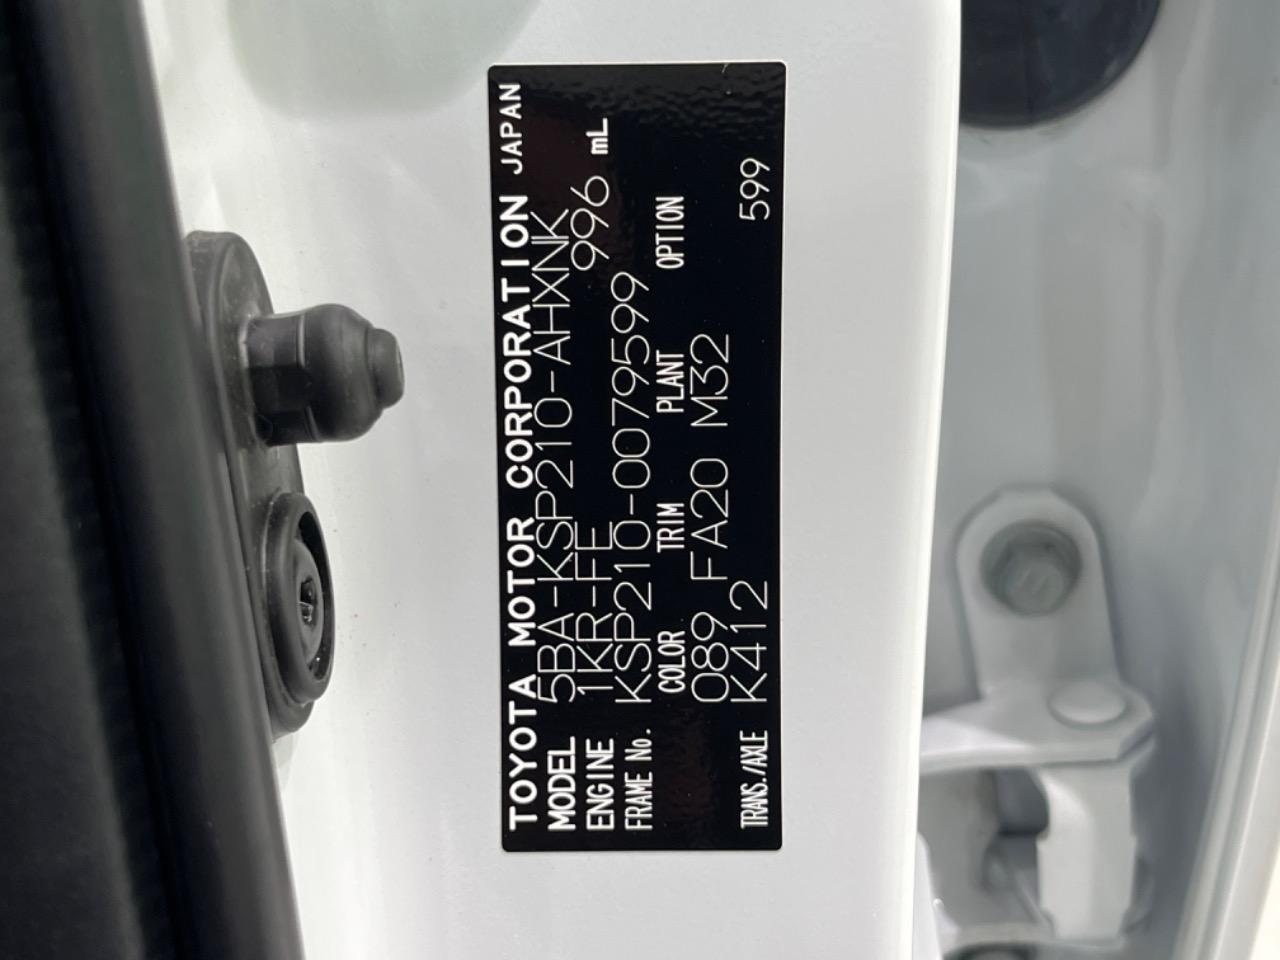 TOYOTA MOTOR CORPORATION JAPAN
MODEL 5BA-KSP210-AHXNK
ENGINE 1KR-FE 996 mL
FRAME No. KSP210-0079599
COLOR TRIM PLANT OPTION
089 FA20 M32
TRANS./AXLE K412 599